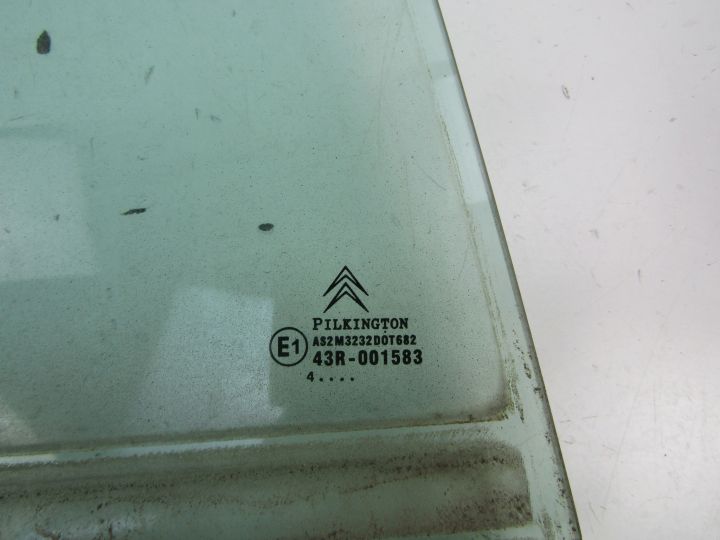 PILKINGTON
AS2M3232DOT682
E1
43R-001583
4....